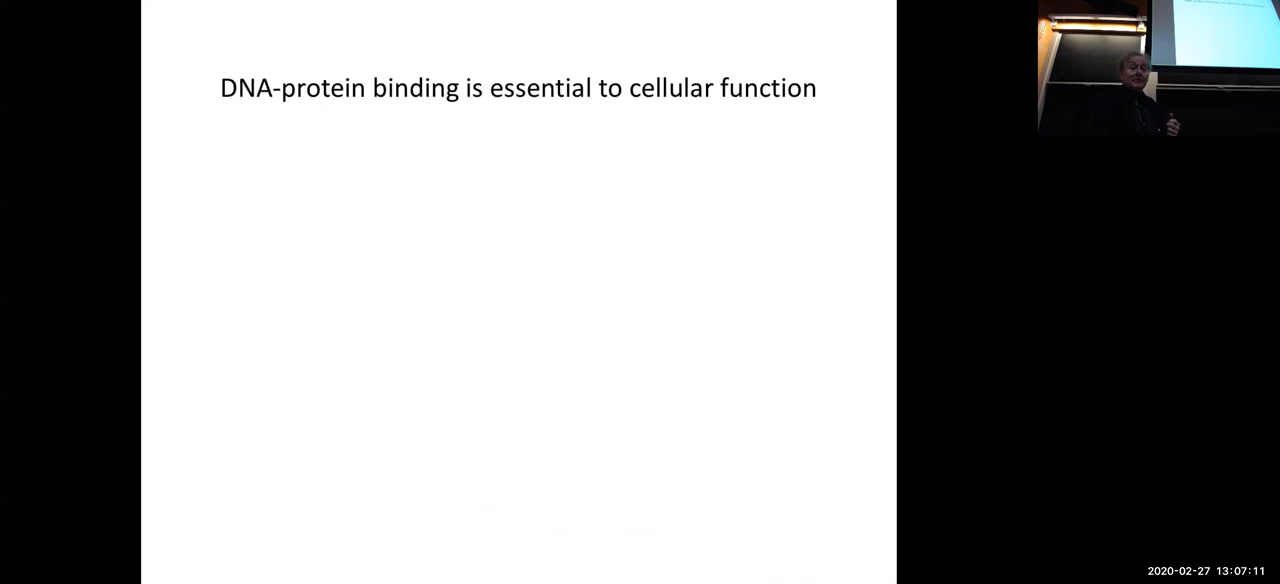 DNA-protein binding is essential to cellular function
2020-02-27 13:07:11